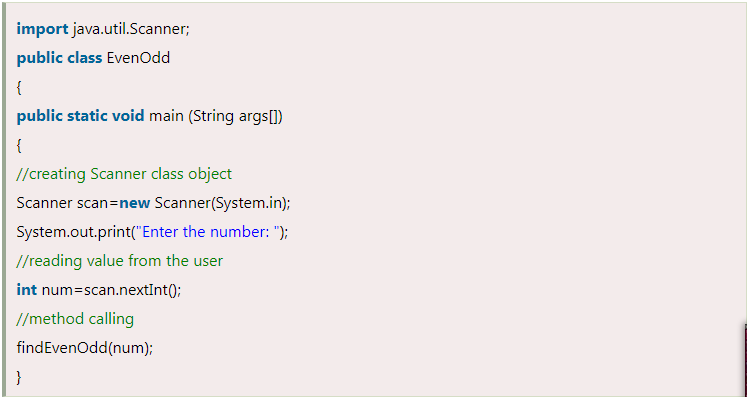 import java.util.Scanner;
public class EvenOdd
{
public static void main (String args[])
{
//creating Scanner class object
Scanner scan=new Scanner(System.in);
System.out.print("Enter the number: ");
//reading value from the user
int num=scan.nextInt();
//method calling
findEvenOdd(num);
}